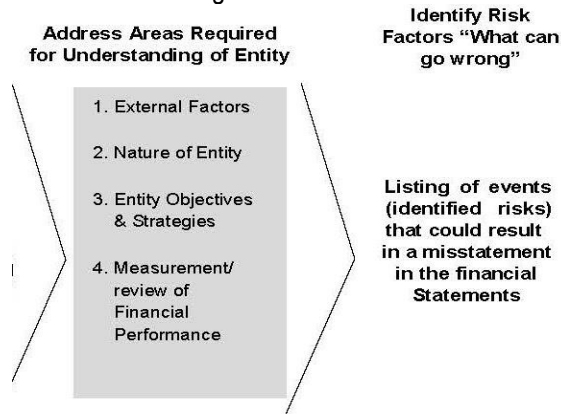 Address Areas Required
for Understanding of Entity
1. External Factors
2. Nature of Entity
3. Entity Objectives
& Strategies
4. Measurement/
review of
Financial
Performance
Identify Risk
Factors “What can
go wrong”
Listing of events
(identified risks)
that could result
in a misstatement
in the financial
Statements